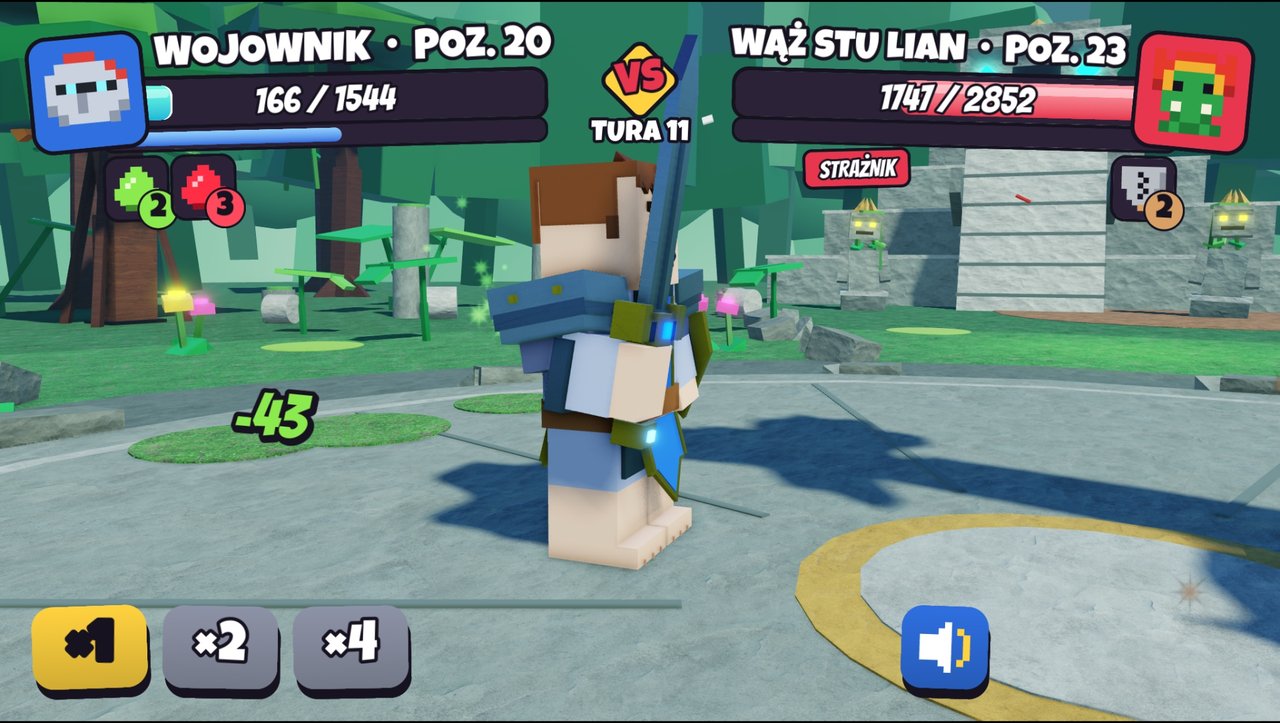 WOJOWNIK • POZ. 20
166 / 1544
VS
TURA 11
WĄŻ STU LIAN • POZ. 23
1747 / 2852
STRAŻNIK
2
3
2
-43
×1
×2
×4